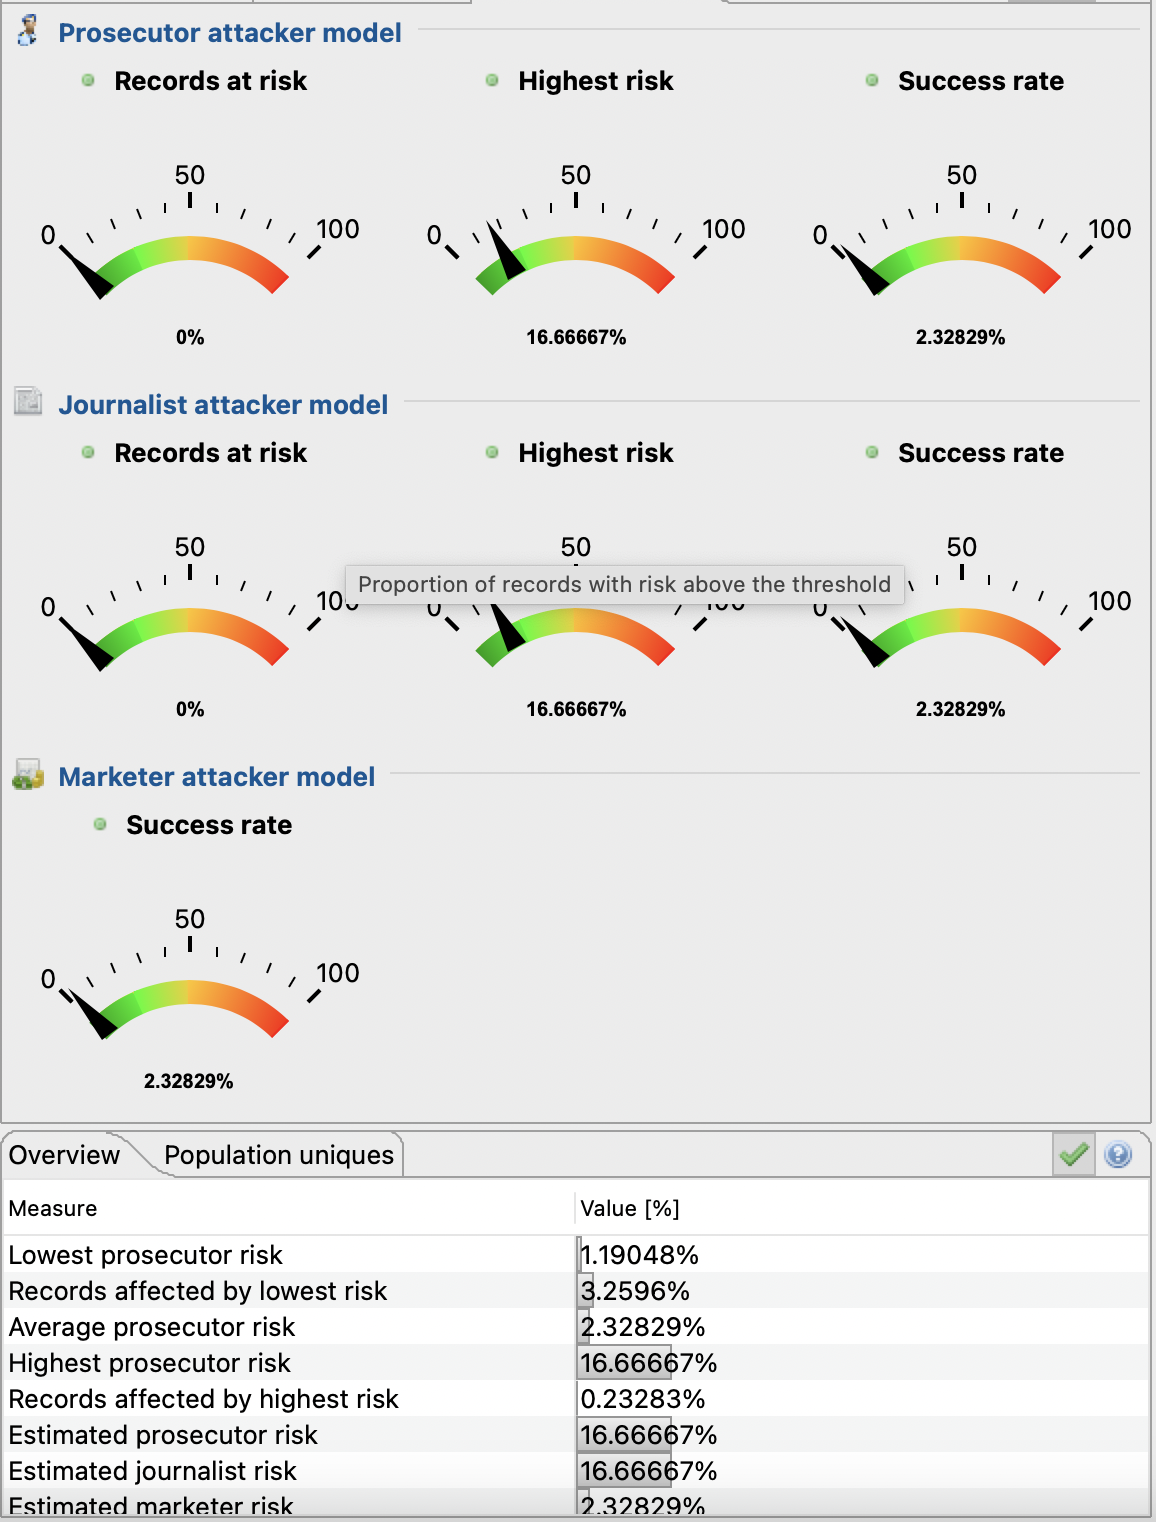 Prosecutor attacker model
Records at risk Highest risk Success rate
0 50 100 0 50 100 0 50 100
0% 16.66667% 2.32829%
Journalist attacker model
Records at risk Highest risk Success rate
50 50 50
Proportion of records with risk above the threshold
0 100 0 100 0 100
0% 16.66667% 2.32829%
Marketer attacker model
Success rate
0 50 100
2.32829%
Overview Population uniques
Measure Value [%]
Lowest prosecutor risk 1.19048%
Records affected by lowest risk 3.2596%
Average prosecutor risk 2.32829%
Highest prosecutor risk 16.66667%
Records affected by highest risk 0.23283%
Estimated prosecutor risk 16.66667%
Estimated journalist risk 16.66667%
Estimated marketer risk 2.32829%